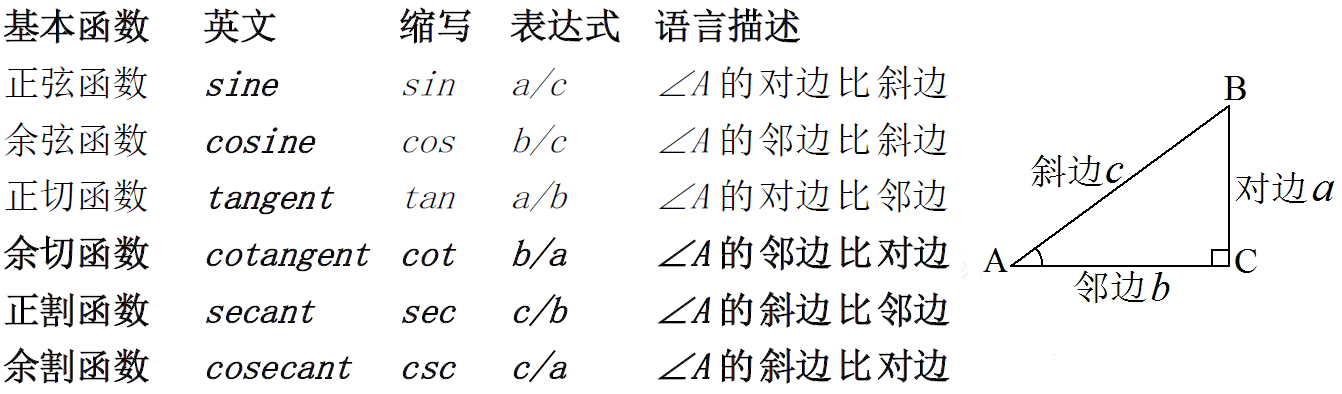 基本函数 英文 缩写 表达式 语言描述
正弦函数 sine sin a/c ∠A的对边比斜边
余弦函数 cosine cos b/c ∠A的邻边比斜边
正切函数 tangent tan a/b ∠A的对边比邻边
余切函数 cotangent cot b/a ∠A的邻边比对边
正割函数 secant sec c/b ∠A的斜边比邻边
余割函数 cosecant csc c/a ∠A的斜边比对边
B
斜边c
对边a
A
C
邻边b